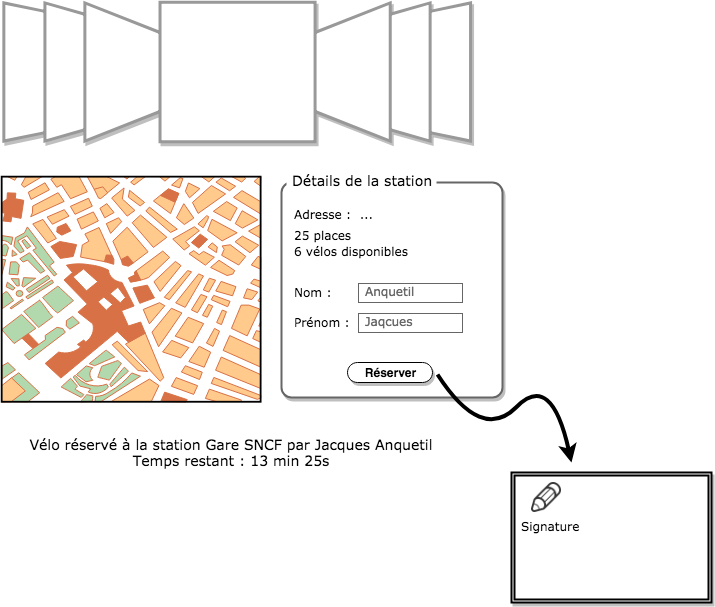 Détails de la station
Adresse : ...
25 places
6 vélos disponibles
Nom : Anquetil
Prénom : Jaqcues
Réserver
Vélo réservé à la station Gare SNCF par Jacques Anquetil
Temps restant : 13 min 25s
Signature